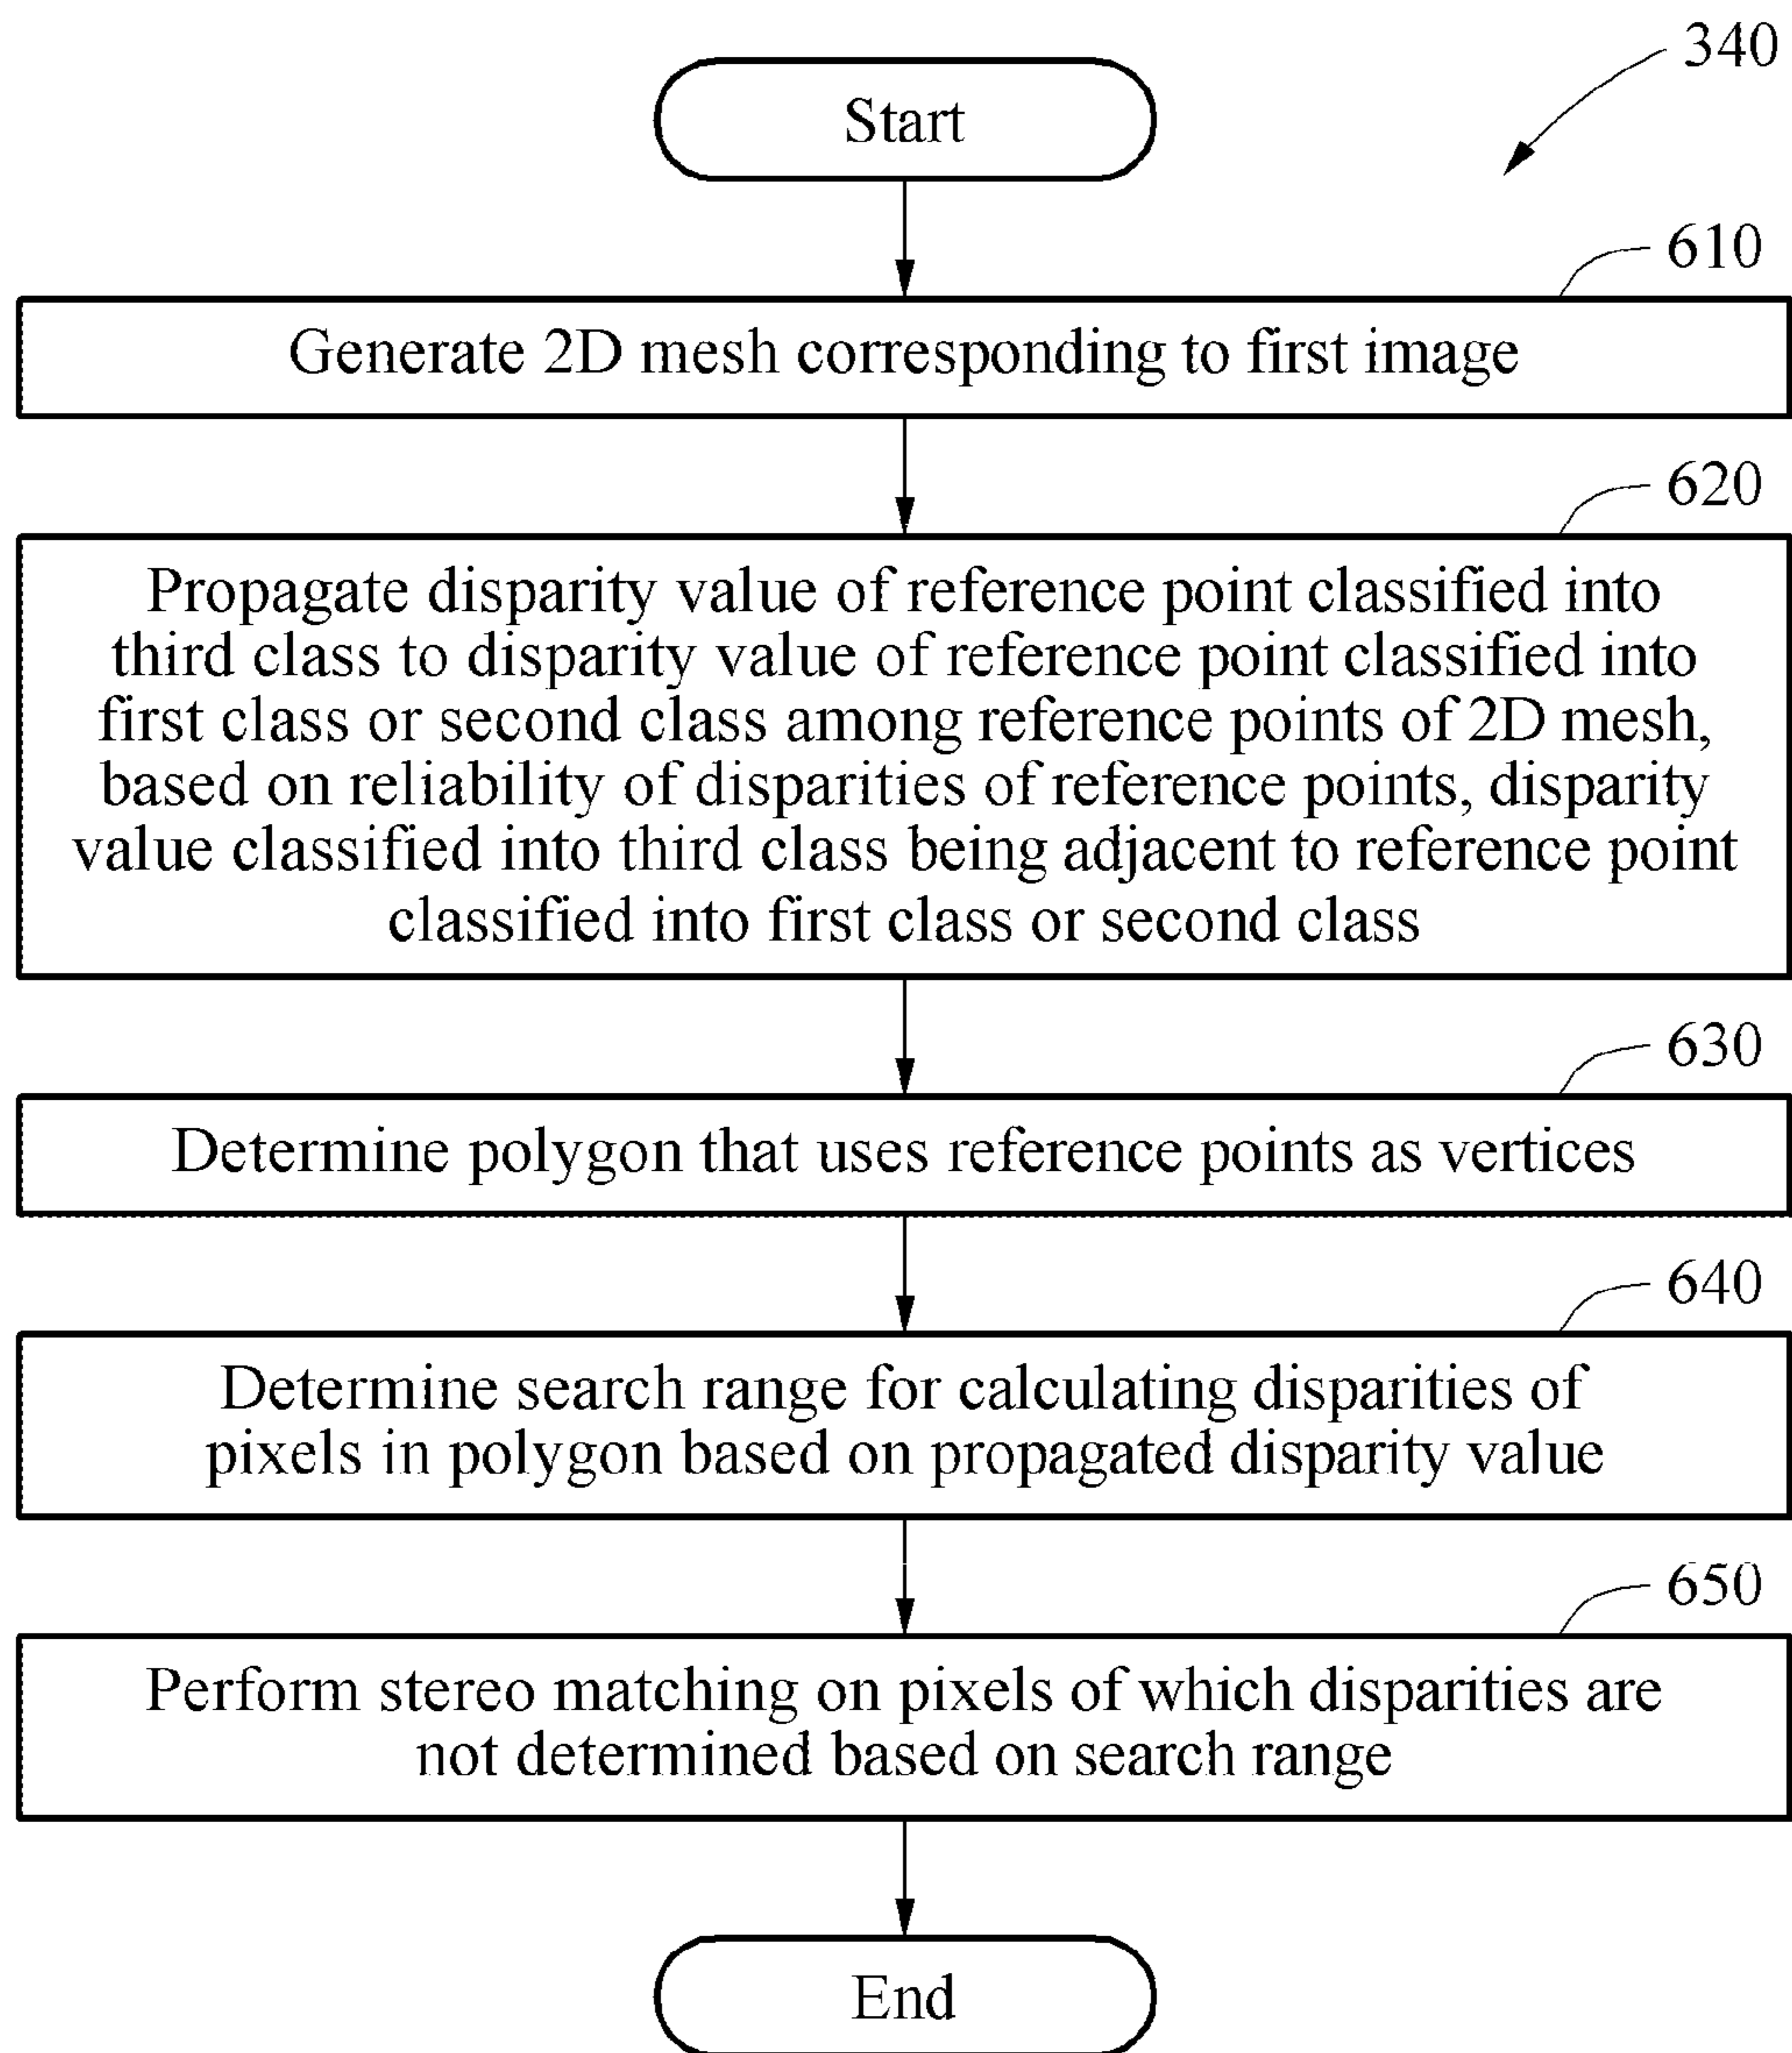 340
Start
610
Generate 2D mesh corresponding to first image
620
Propagate disparity value of reference point classified into
third class to disparity value of reference point classified into
first class or second class among reference points of 2D mesh,
based on reliability of disparities of reference points, disparity
value classified into third class being adjacent to reference point
classified into first class or second class
630
Determine polygon that uses reference points as vertices
640
Determine search range for calculating disparities of
pixels in polygon based on propagated disparity value
650
Perform stereo matching on pixels of which disparities are
not determined based on search range
End